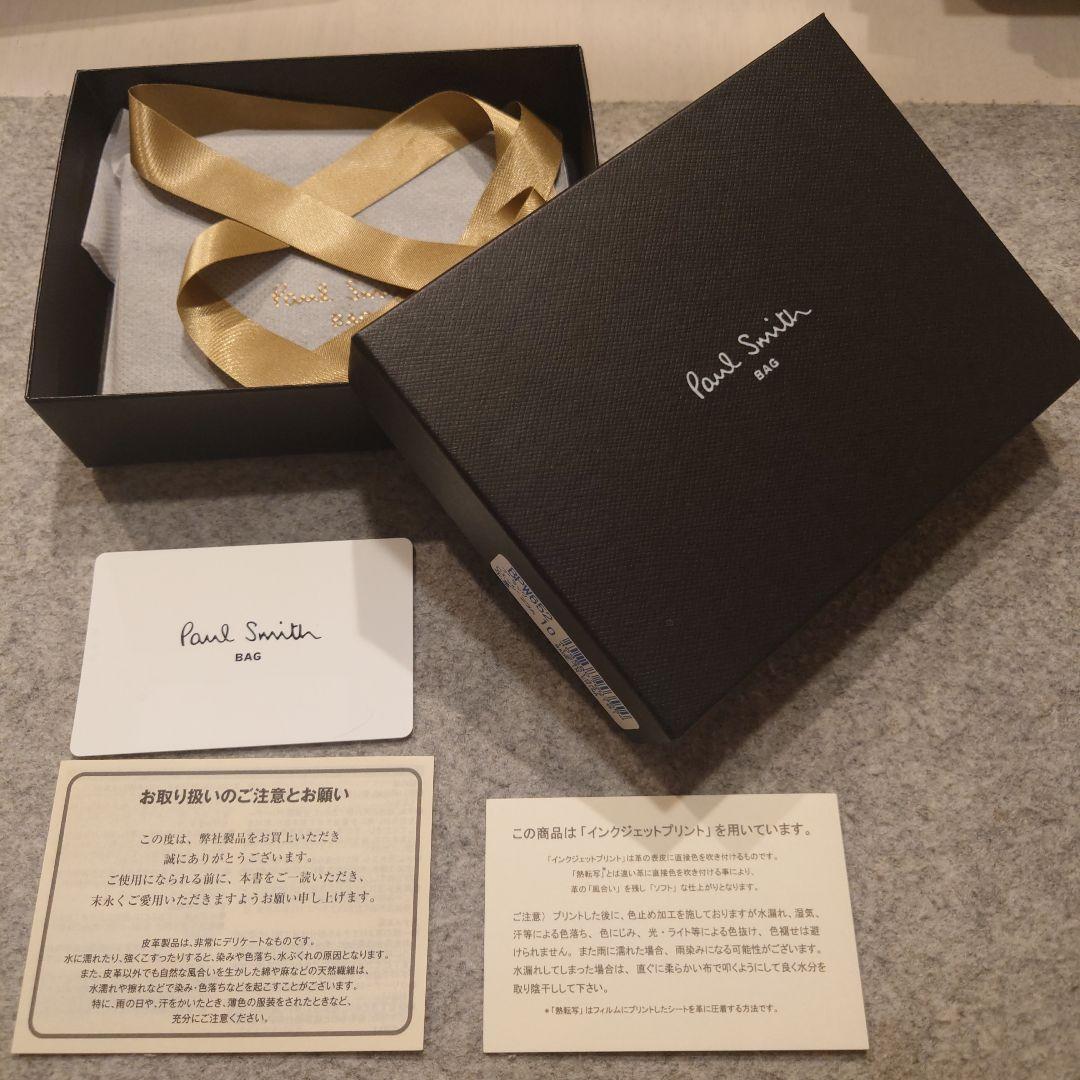 Paul Smith
BAG
Paul Smith
BAG
BPW662
10
Paul Smith
BAG
お取り扱いのご注意とお願い
この度は、弊社製品をお買上いただき
誠にありがとうございます。
ご使用になられる前に、本書をご一読いただき、
末永くご愛用いただきますようお願い申し上げます。
皮革製品は、非常にデリケートなものです。
水に濡れたり、強くこすったりすると、染みや色落ち、水ぶくれの原因となります。
また、皮革以外でも自然な風合いを生かした綿や麻などの天然繊維は、
水濡れや擦れなどで染み・色落ちなどを起こすことがございます。
特に、雨の日や、汗をかいたとき、薄色の服装をされたときなど、
充分にご注意ください。
この商品は「インクジェットプリント」を用いています。
「インクジェットプリント」は革の表皮に直接色を吹き付けるものです。
「熱転写」*とは違い革に直接色を吹き付ける事により、
革の「風合い」を残し「ソフト」な仕上がりとなります。
ご注意） プリントした後に、色止め加工を施しておりますが水漏れ、湿気、
汗等による色落ち、色にじみ、光・ライト等による色抜け、色褪せは避
けられません。また雨に濡れた場合、雨染みになる可能性がございます。
水漏れしてしまった場合は、直ぐに柔らかい布で叩くようにして良く水分を
取り陰干しして下さい。
*「熱転写」はフィルムにプリントしたシートを革に圧着する方法です。